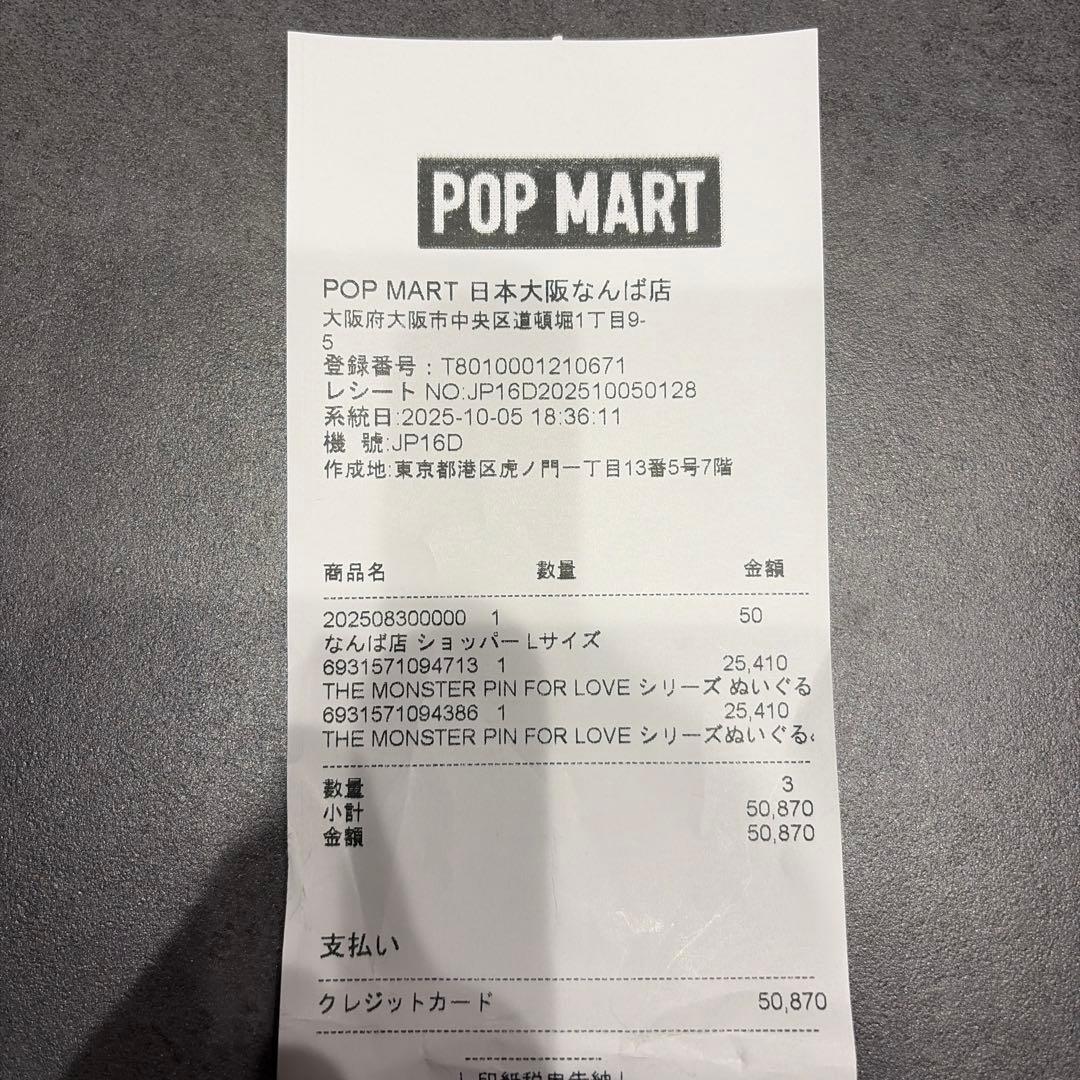 POP MART
POP MART 日本大阪なんば店
大阪府大阪市中央区道頓堀1丁目9-
5
登録番号：T8010001210671
レシート NO:JP16D202510050128
系統日:2025-10-05 18:36:11
機 號:JP16D
作成地:東京都港区虎ノ門一丁目13番5号7階
商品名 數量 金額
202508300000 1 50
なんば店 ショッパー Lサイズ
6931571094713 1 25,410
THE MONSTER PIN FOR LOVE シリーズ ぬいぐる
6931571094386 1 25,410
THE MONSTER PIN FOR LOVE シリーズぬいぐる
數量 3
小計 50,870
金額 50,870
支払い
クレジットカード 50,870
印紙税申告納